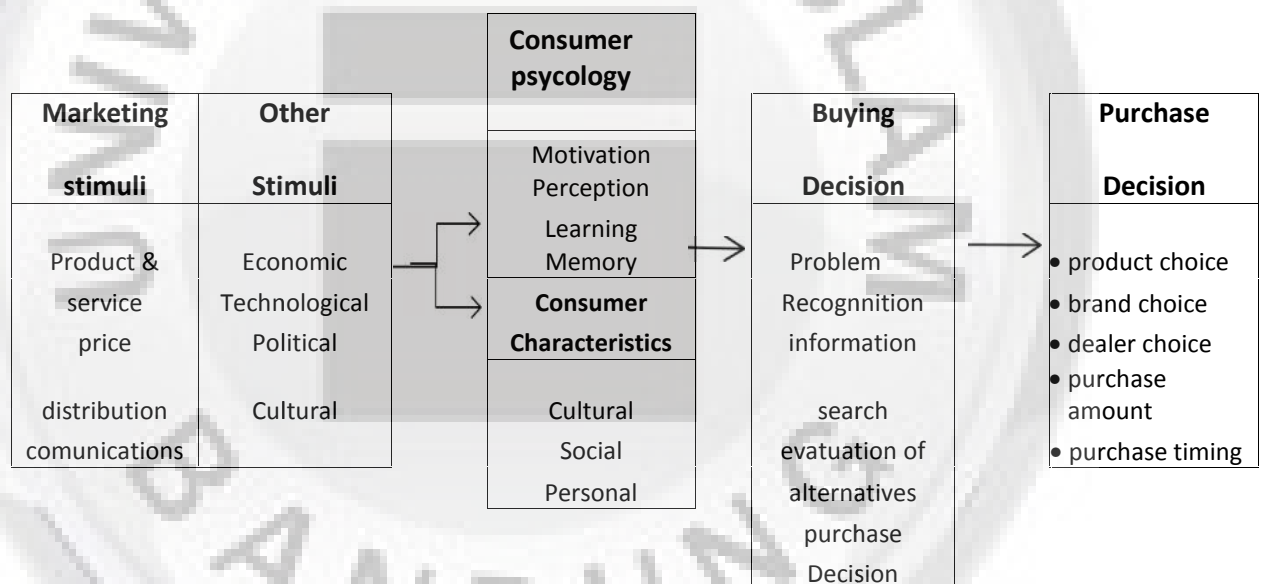 Marketing
stimuli
Product &
service
price
distribution
comunications
Other
Stimuli
Economic
Technological
Political
Cultural
Consumer
psycology
Motivation
Perception
Learning
Memory
Consumer
Characteristics
Cultural
Social
Personal
Buying
Decision
Problem
Recognnition
information
search
evatuation of
alternatives
purchase
Decision
Purchase
Decision
• product choice
• brand choice
• dealer choice
• purchase
amount
• purchase timing